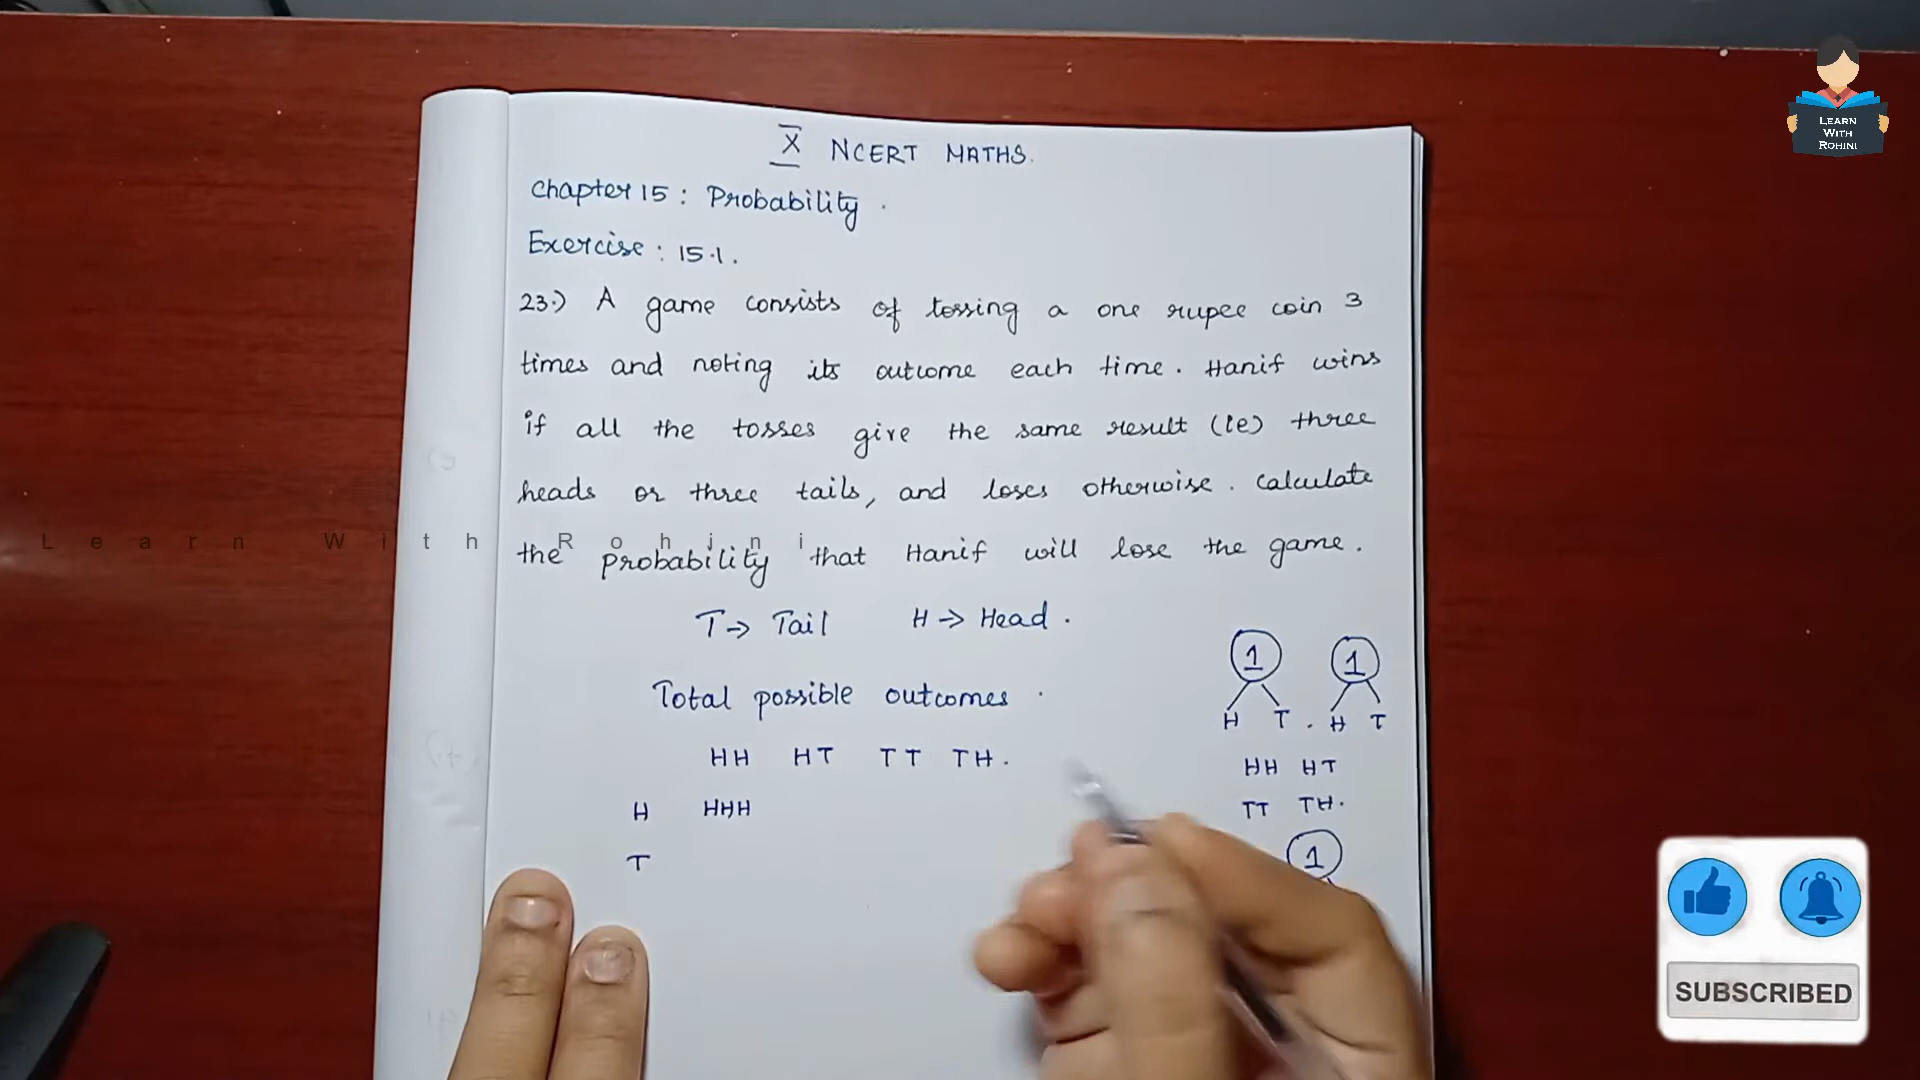 X NCERT MATHS.
Chapter 15 : Probability .
Exercise : 15.1.
23.) A game consists of tossing a one rupee coin 3
times and noting its outcome each time. Hanif wins
if all the tosses give the same result (ie) three
heads or three tails, and loses otherwise. calculate
the probability that Hanif will lose the game.
T → Tail H → Head .
Total possible outcomes .
HH HT TT TH .
H HHH
T
1 1
H T . H T
HH HT
TT TH.
1
Learn With Rohini
LEARN
WITH
ROHINI
SUBSCRIBED